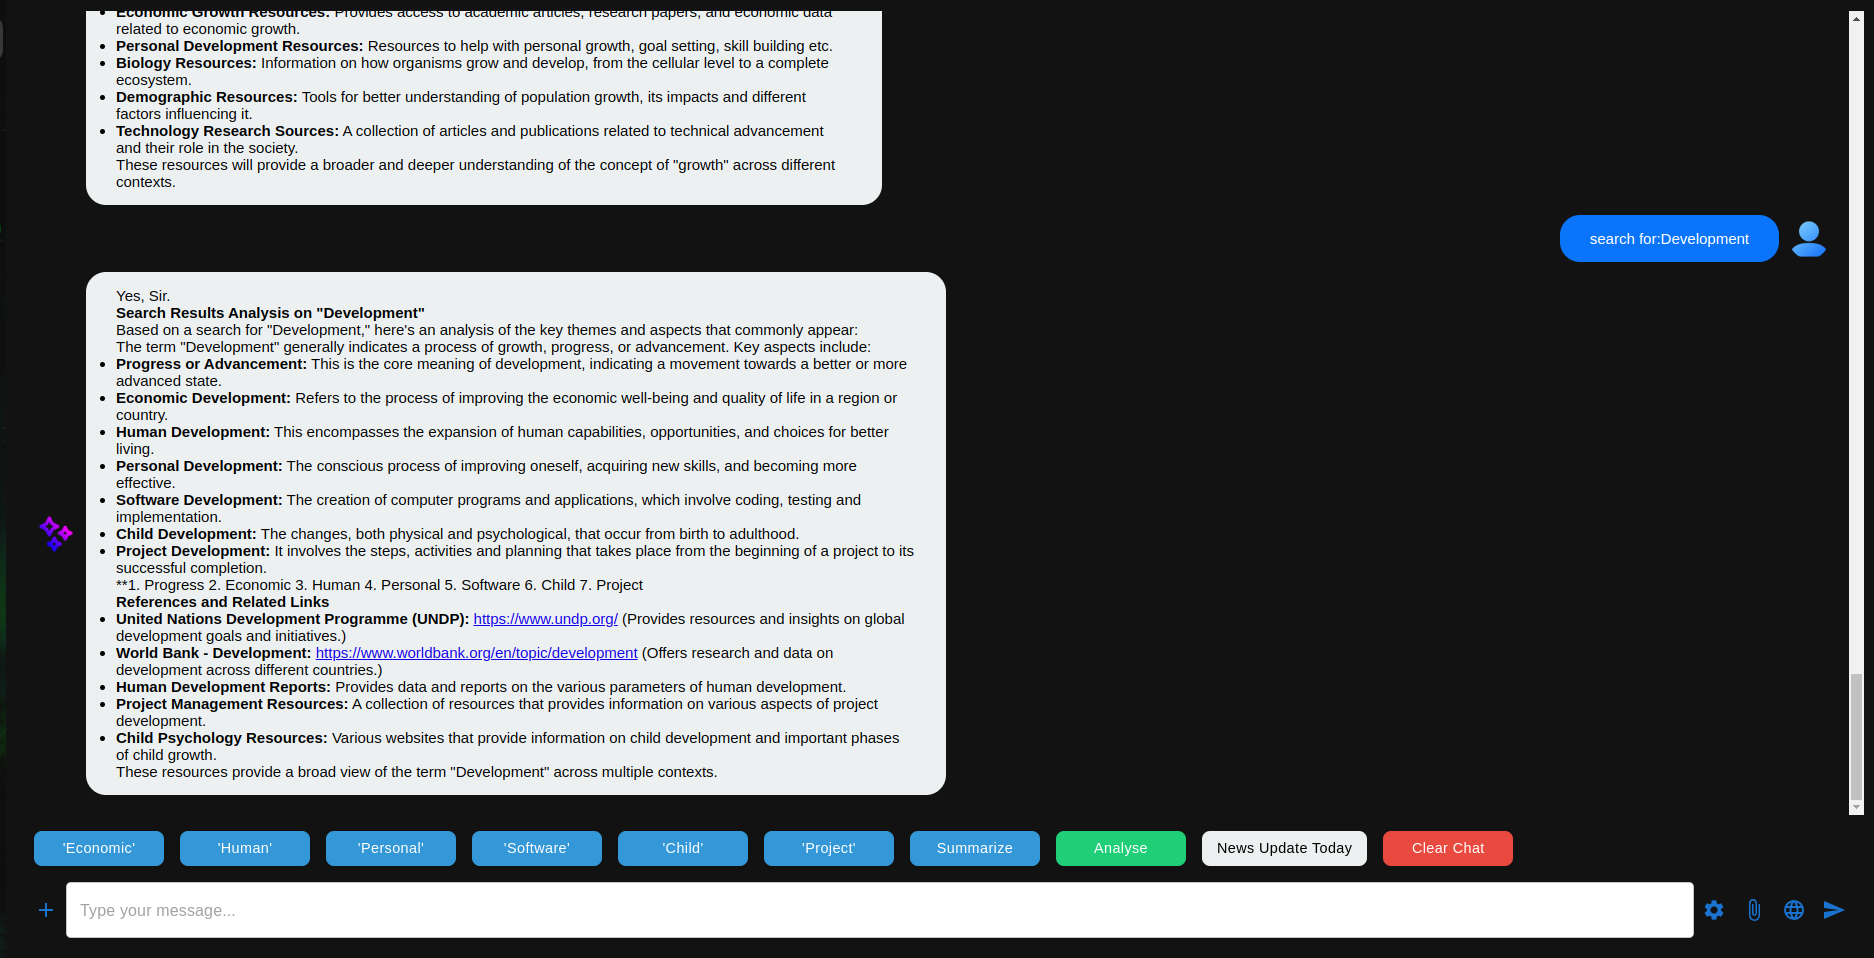 Economic Growth Resources: Provides access to academic articles, research papers, and economic data
related to economic growth.
Personal Development Resources: Resources to help with personal growth, goal setting, skill building etc.
Biology Resources: Information on how organisms grow and develop, from the cellular level to a complete
ecosystem.
Demographic Resources: Tools for better understanding of population growth, its impacts and different
factors influencing it.
Technology Research Sources: A collection of articles and publications related to technical advancement
and their role in the society.
These resources will provide a broader and deeper understanding of the concept of "growth" across different
contexts.
search for:Development
Yes, Sir.
Search Results Analysis on "Development"
Based on a search for "Development," here's an analysis of the key themes and aspects that commonly appear:
The term "Development" generally indicates a process of growth, progress, or advancement. Key aspects include:
Progress or Advancement: This is the core meaning of development, indicating a movement towards a better or more
advanced state.
Economic Development: Refers to the process of improving the economic well-being and quality of life in a region or
country.
Human Development: This encompasses the expansion of human capabilities, opportunities, and choices for better
living.
Personal Development: The conscious process of improving oneself, acquiring new skills, and becoming more
effective.
Software Development: The creation of computer programs and applications, which involve coding, testing and
implementation.
Child Development: The changes, both physical and psychological, that occur from birth to adulthood.
Project Development: It involves the steps, activities and planning that takes place from the beginning of a project to its
successful completion.
**1. Progress 2. Economic 3. Human 4. Personal 5. Software 6. Child 7. Project
References and Related Links
United Nations Development Programme (UNDP): https://www.undp.org/ (Provides resources and insights on global
development goals and initiatives.)
World Bank - Development: https://www.worldbank.org/en/topic/development (Offers research and data on
development across different countries.)
Human Development Reports: Provides data and reports on the various parameters of human development.
Project Management Resources: A collection of resources that provides information on various aspects of project
development.
Child Psychology Resources: Various websites that provide information on child development and important phases
of child growth.
These resources provide a broad view of the term "Development" across multiple contexts.
'Economic' 'Human' 'Personal' 'Software' 'Child' 'Project' Summarize Analyse News Update Today Clear Chat
Type your message...